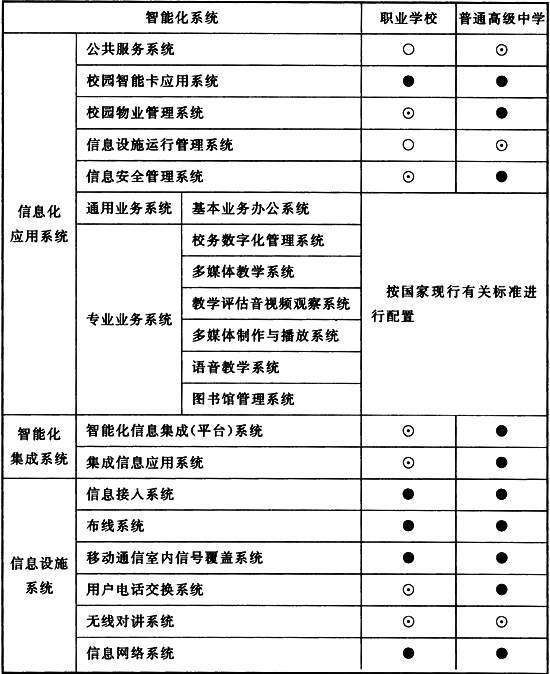 智能化系统 职业学校 普通高级中学
公共服务系统 ○ ⊙
校园智能卡应用系统 ● ●
校园物业管理系统 ⊙ ●
信息设施运行管理系统 ○ ⊙
信息安全管理系统 ⊙ ●
信息化
应用系统
通用业务系统 基本业务办公系统
专业业务系统
校务数字化管理系统
多媒体教学系统
教学评估音视频观察系统
多媒体制作与播放系统
语音教学系统
图书馆管理系统
按国家现行有关标准进
行配置
智能化
集成系统
智能化信息集成(平台)系统 ⊙ ●
集成信息应用系统 ⊙ ●
信息设施
系统
信息接入系统 ● ●
布线系统 ● ●
移动通信室内信号覆盖系统 ● ●
用户电话交换系统 ⊙ ●
无线对讲系统 ⊙ ⊙
信息网络系统 ● ●